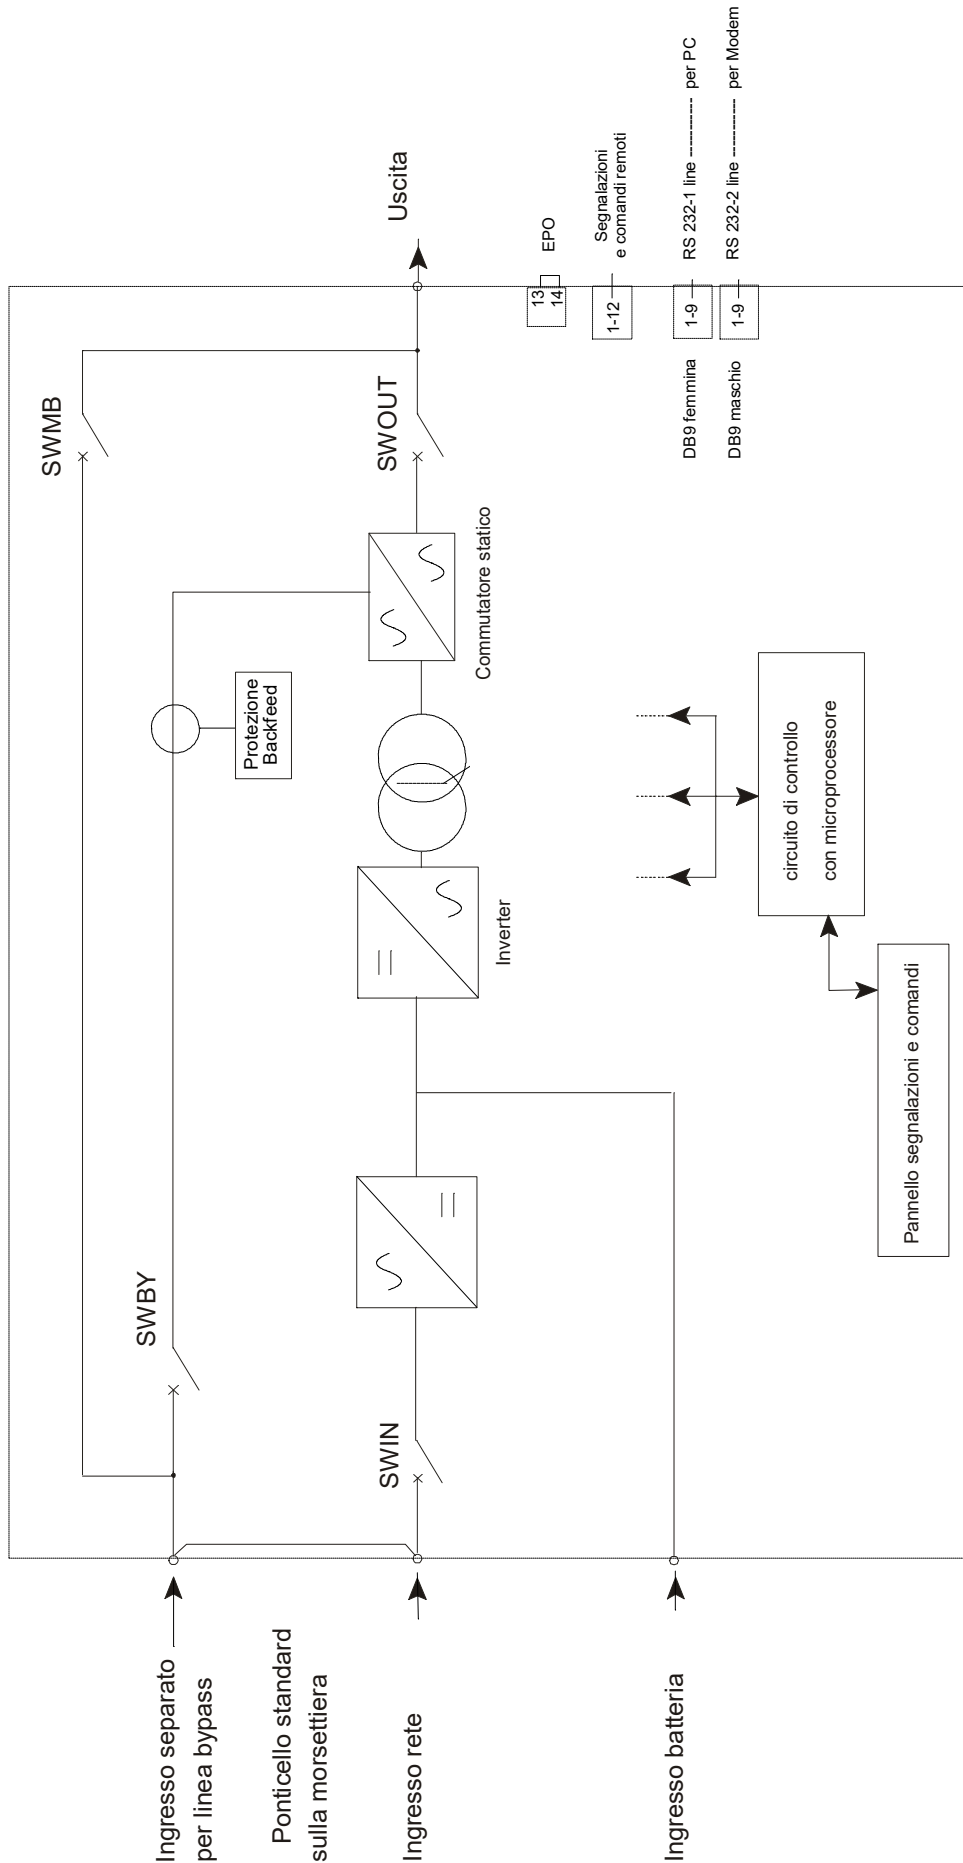 Ingresso separato
per linea bypass
Ponticello standard
sulla morsettiera
Ingresso rete
Ingresso batteria
SWMB
SWBY
SWIN
SWOUT
Protezione
Backfeed
Inverter
Commutatore statico
Uscita
circuito di controllo
con microprocessore
Pannello segnalazioni e comandi
13
14
EPO
1-12
Segnalazioni
e comandi remoti
DB9 femmina
1-9
RS 232-1 line ---------- per PC
DB9 maschio
1-9
RS 232-2 line ---------- per Modem